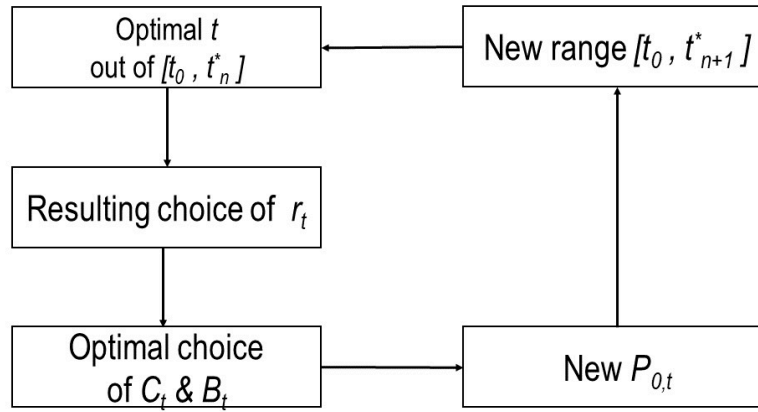 Optimal t
out of [t₀ , t*ₙ ]
New range [t₀ , t*ₙ₊₁ ]
Resulting choice of rₜ
Optimal choice
of Cₜ & Bₜ
New P₀,ₜ